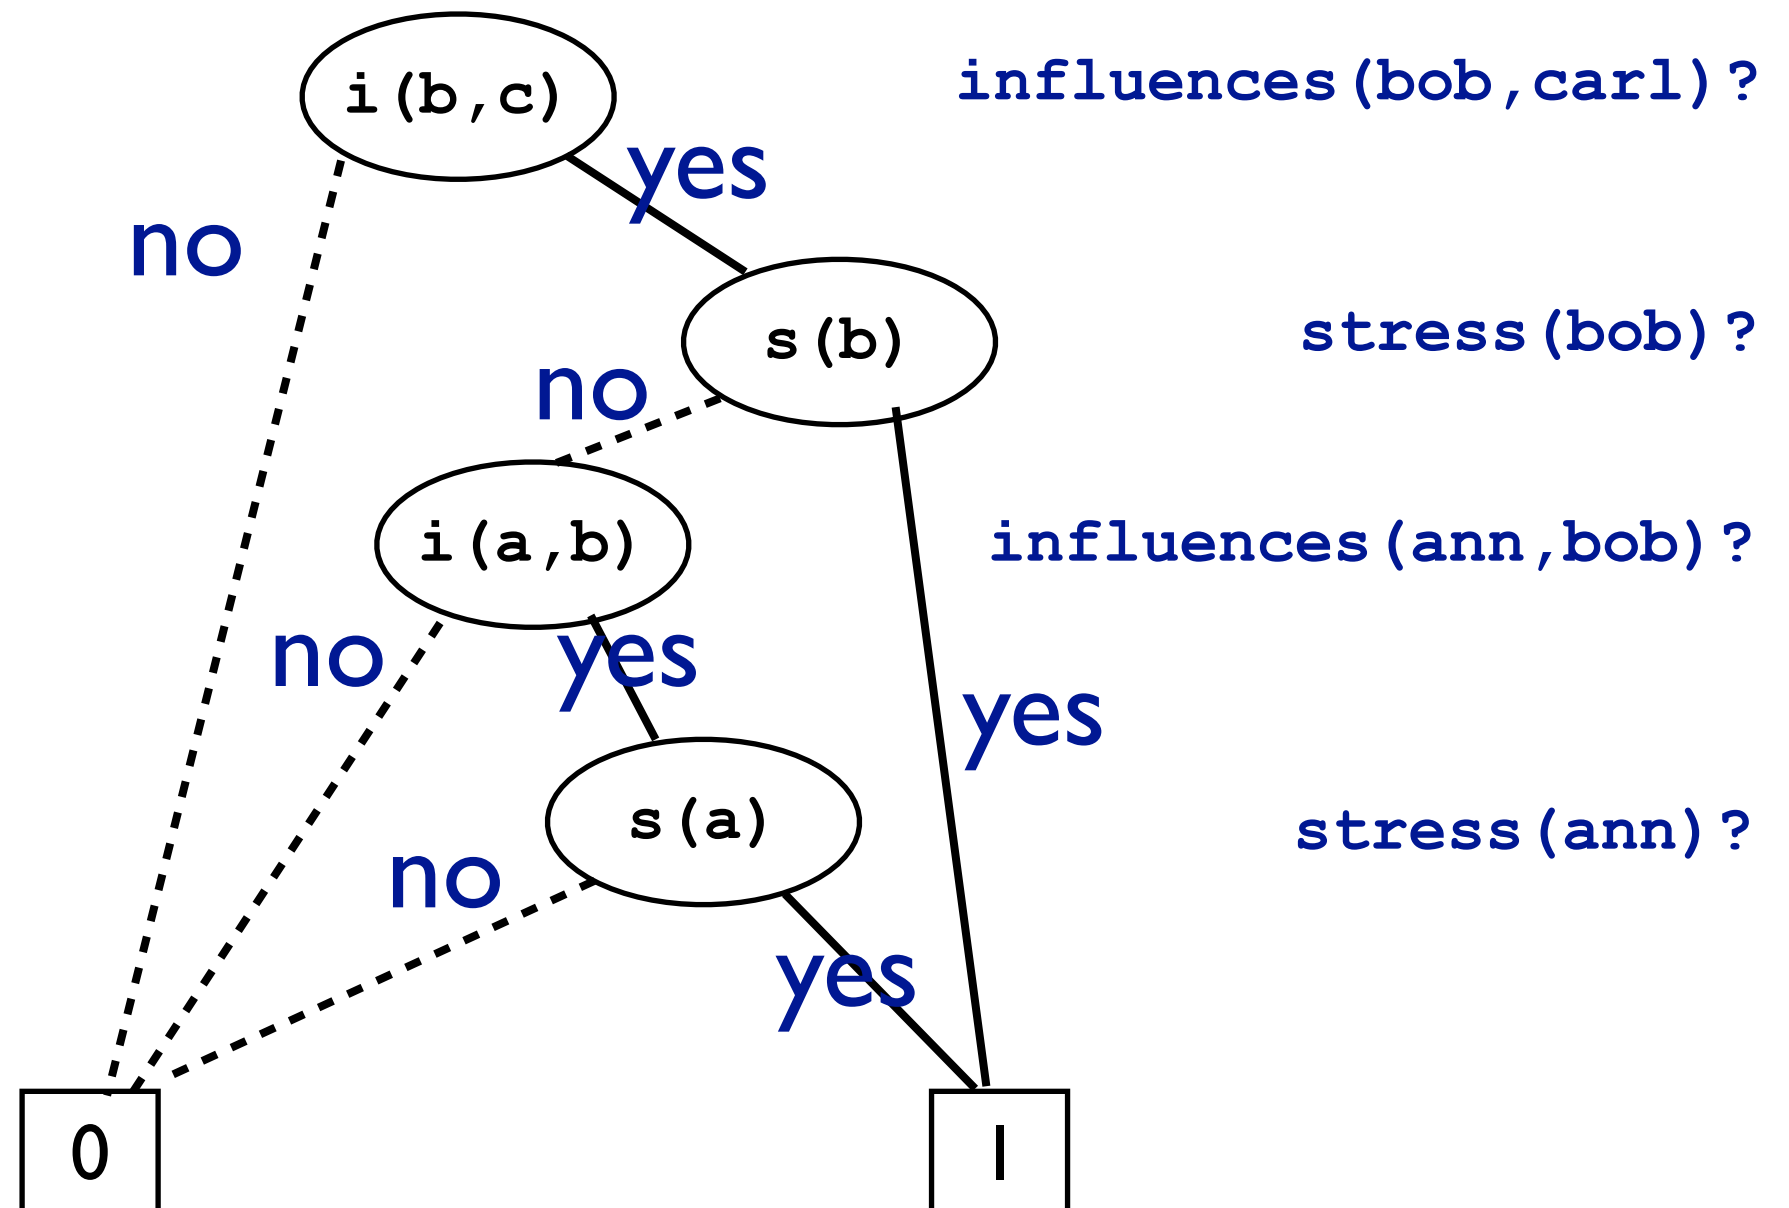 i(b,c)
influences(bob,carl)?
yes
no
s(b)
stress(bob)?
no
i(a,b)
influences(ann,bob)?
no
yes
yes
s(a)
stress(ann)?
no
yes
0
1